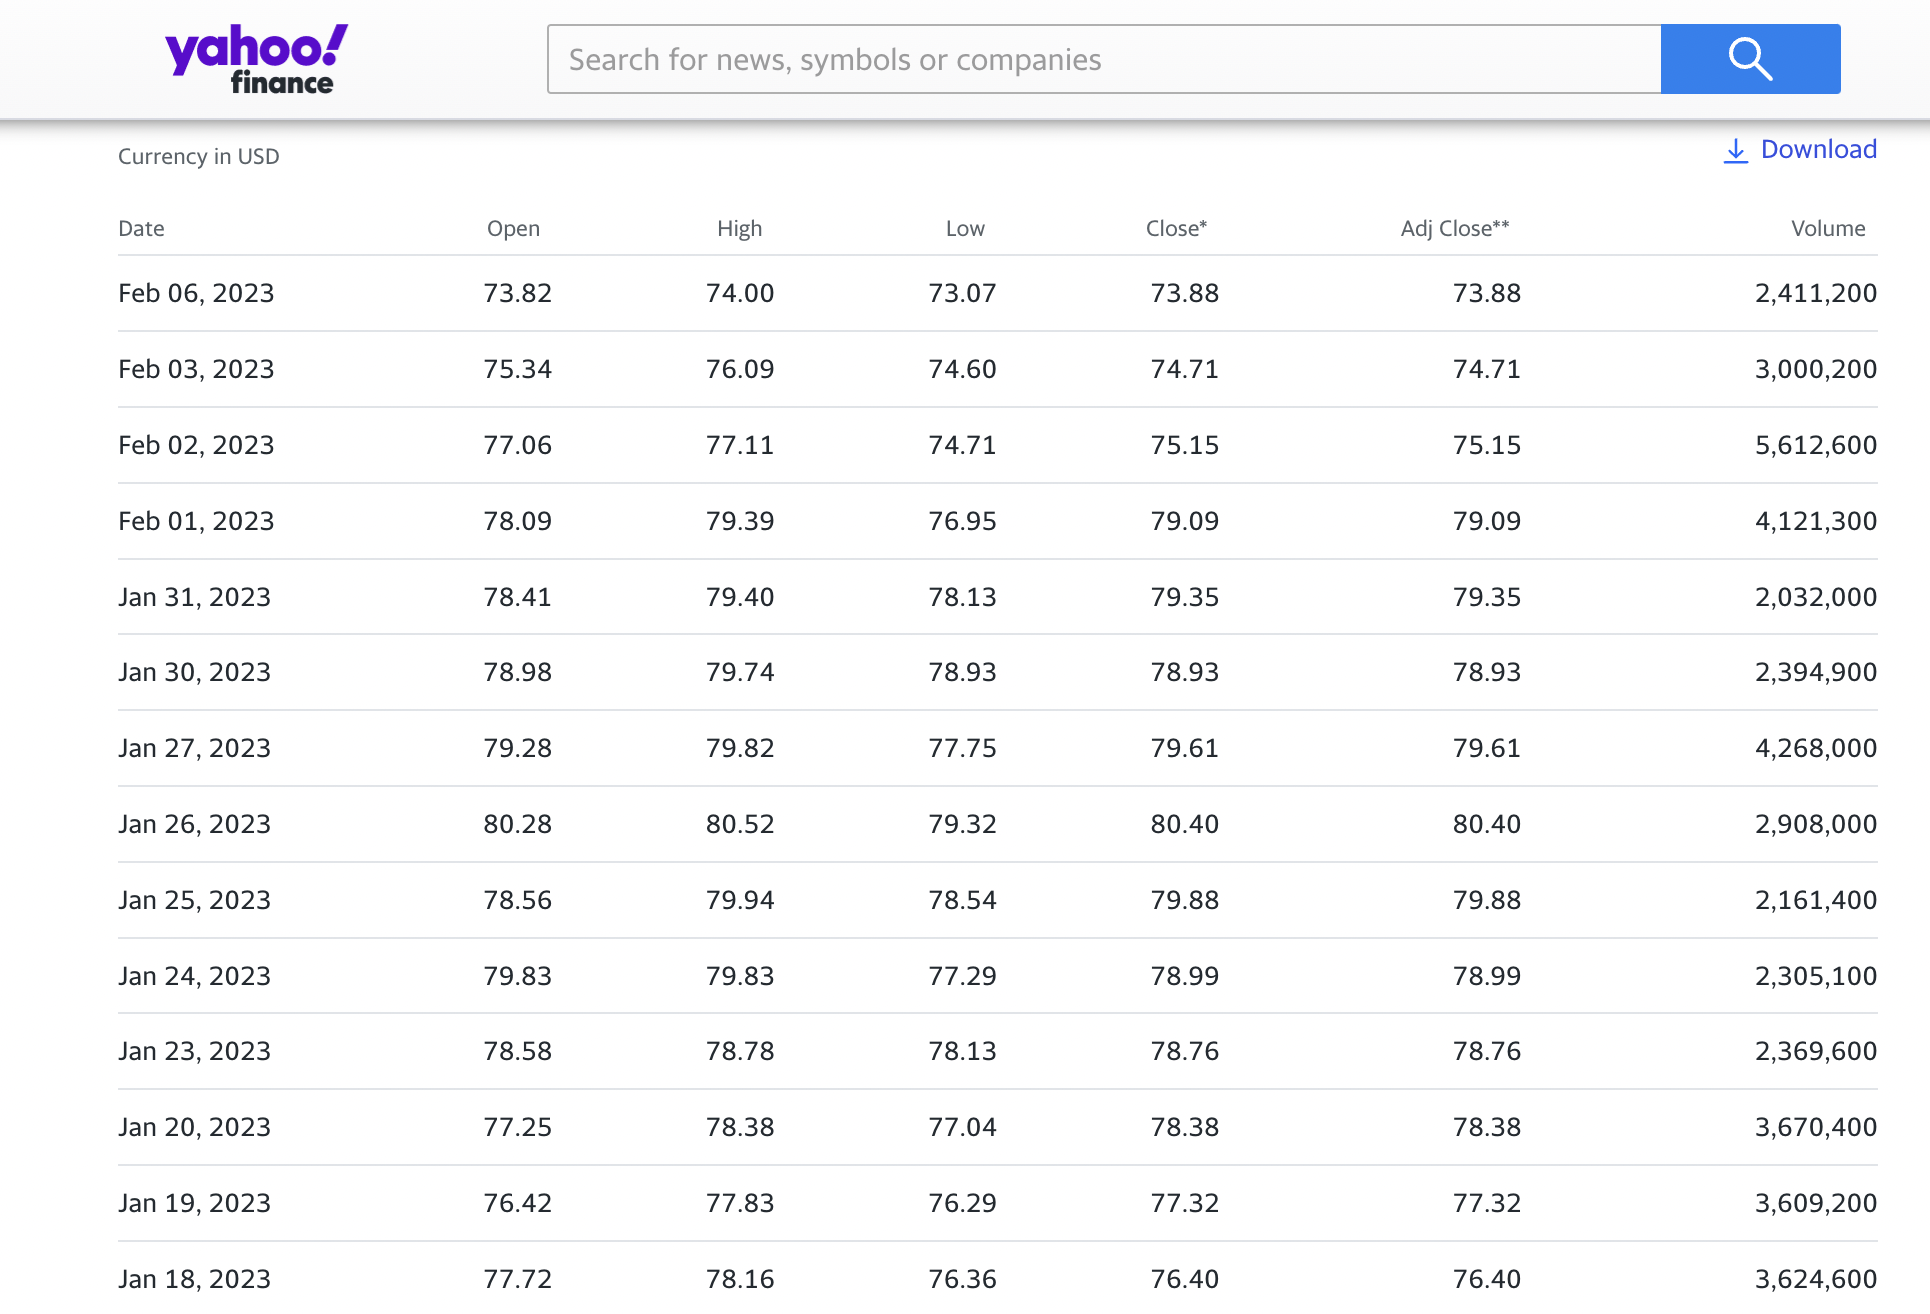 yahoo!
finance
Search for news, symbols or companies
Currency in USD
Download
Date Open High Low Close* Adj Close** Volume
Feb 06, 2023 73.82 74.00 73.07 73.88 73.88 2,411,200
Feb 03, 2023 75.34 76.09 74.60 74.71 74.71 3,000,200
Feb 02, 2023 77.06 77.11 74.71 75.15 75.15 5,612,600
Feb 01, 2023 78.09 79.39 76.95 79.09 79.09 4,121,300
Jan 31, 2023 78.41 79.40 78.13 79.35 79.35 2,032,000
Jan 30, 2023 78.98 79.74 78.93 78.93 78.93 2,394,900
Jan 27, 2023 79.28 79.82 77.75 79.61 79.61 4,268,000
Jan 26, 2023 80.28 80.52 79.32 80.40 80.40 2,908,000
Jan 25, 2023 78.56 79.94 78.54 79.88 79.88 2,161,400
Jan 24, 2023 79.83 79.83 77.29 78.99 78.99 2,305,100
Jan 23, 2023 78.58 78.78 78.13 78.76 78.76 2,369,600
Jan 20, 2023 77.25 78.38 77.04 78.38 78.38 3,670,400
Jan 19, 2023 76.42 77.83 76.29 77.32 77.32 3,609,200
Jan 18, 2023 77.72 78.16 76.36 76.40 76.40 3,624,600